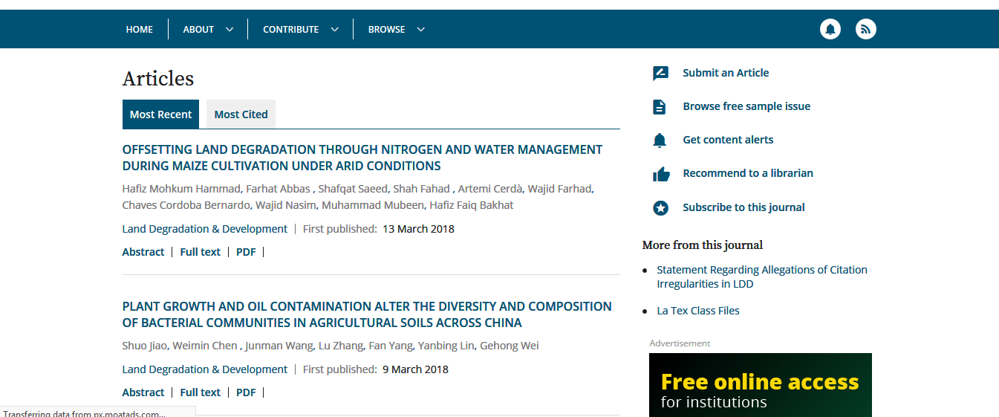 HOME ABOUT CONTRIBUTE BROWSE
Articles
Most Recent Most Cited
OFFSETTING LAND DEGRADATION THROUGH NITROGEN AND WATER MANAGEMENT
DURING MAIZE CULTIVATION UNDER ARID CONDITIONS
Hafiz Mohkum Hammad, Farhat Abbas , Shafqat Saeed, Shah Fahad , Artemi Cerdà, Wajid Farhad,
Chaves Cordoba Bernardo, Wajid Nasim, Muhammad Mubeen, Hafiz Faiq Bakhat
Land Degradation & Development | First published: 13 March 2018
Abstract | Full text | PDF |
PLANT GROWTH AND OIL CONTAMINATION ALTER THE DIVERSITY AND COMPOSITION
OF BACTERIAL COMMUNITIES IN AGRICULTURAL SOILS ACROSS CHINA
Shuo Jiao, Weimin Chen , Junman Wang, Lu Zhang, Fan Yang, Yanbing Lin, Gehong Wei
Land Degradation & Development | First published: 9 March 2018
Abstract | Full text | PDF |
Transferring data from px.moatads.com...
Submit an Article
Browse free sample issue
Get content alerts
Recommend to a librarian
Subscribe to this journal
More from this journal
• Statement Regarding Allegations of Citation
Irregularities in LDD
• La Tex Class Files
Advertisement
Free online access
for institutions